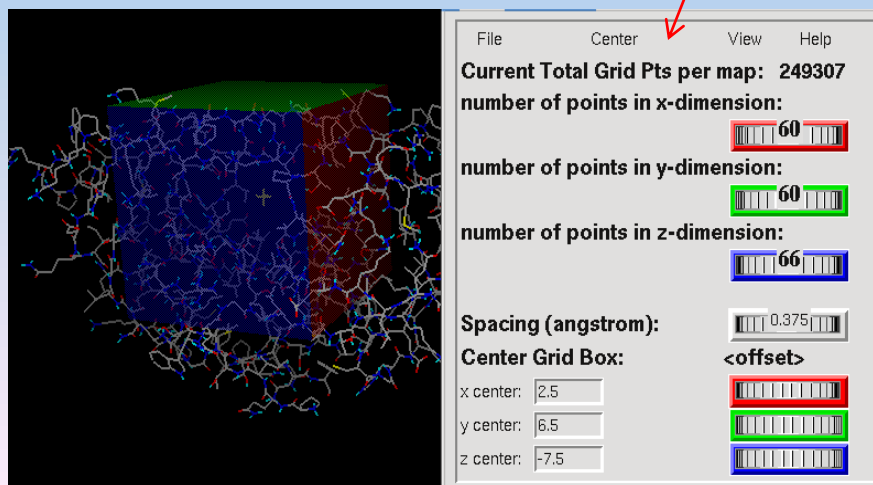 File Center View Help
Current Total Grid Pts per map: 249307
number of points in x-dimension:
60
number of points in y-dimension:
60
number of points in z-dimension:
66
Spacing (angstrom): 0.375
Center Grid Box: <offset>
x center: 2.5
y center: 6.5
z center: -7.5